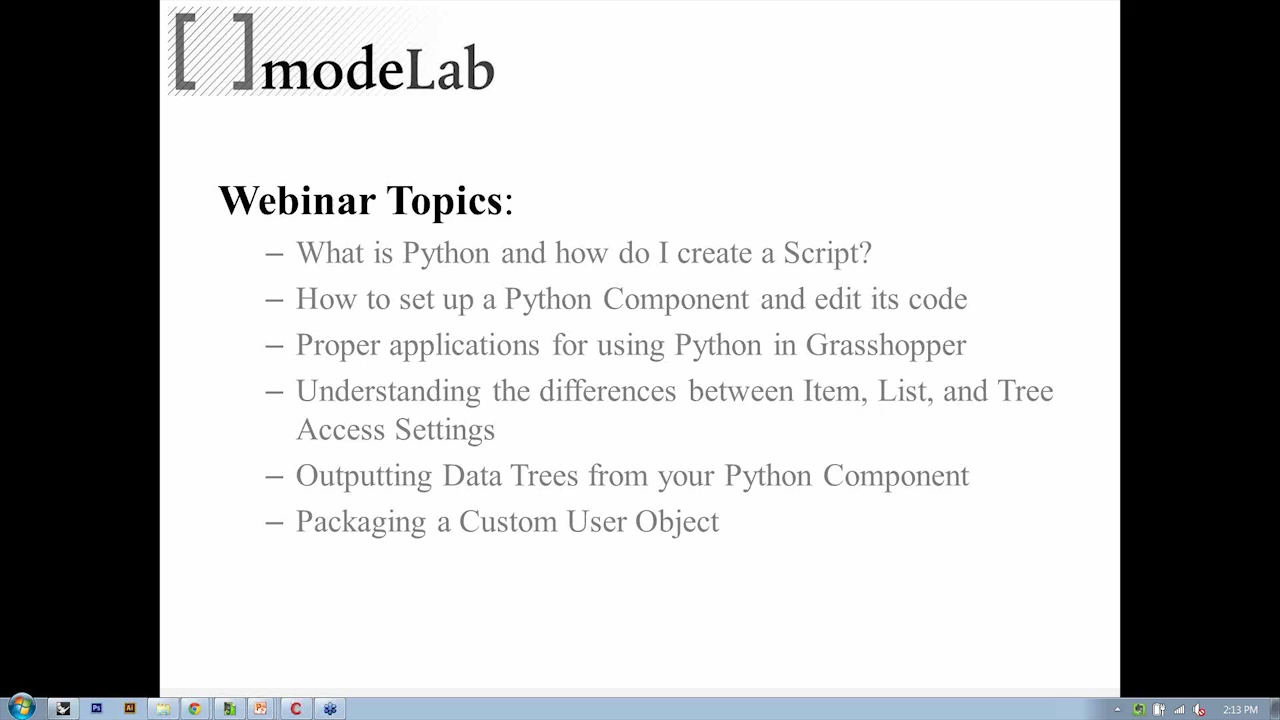 [ ] modeLab
Webinar Topics:
– What is Python and how do I create a Script?
– How to set up a Python Component and edit its code
– Proper applications for using Python in Grasshopper
– Understanding the differences between Item, List, and Tree
Access Settings
– Outputting Data Trees from your Python Component
– Packaging a Custom User Object
Ps Ai C 2:13 PM